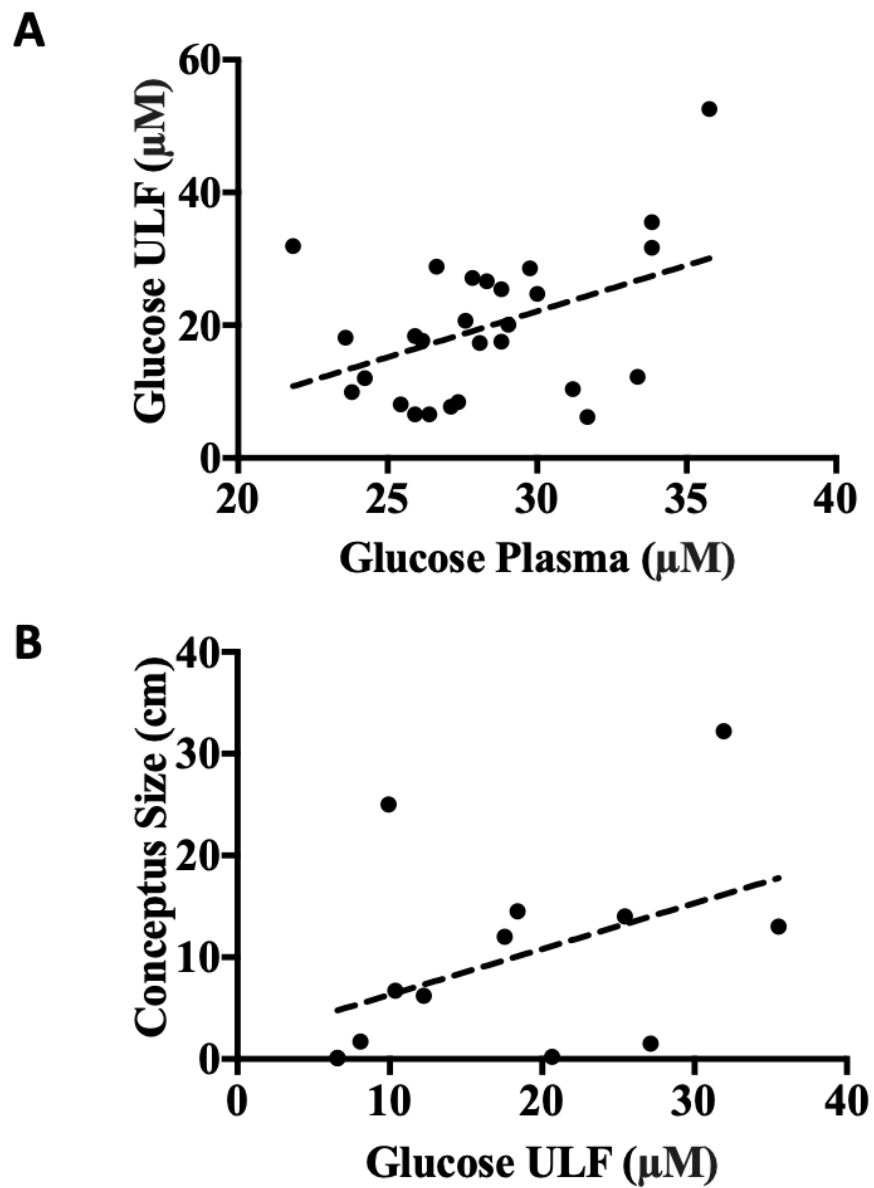 A
60
40
20
0
Glucose ULF (μM)
20 25 30 35 40
Glucose Plasma (μM)
B
40
30
20
10
0
Conceptus Size (cm)
0 10 20 30 40
Glucose ULF (μM)